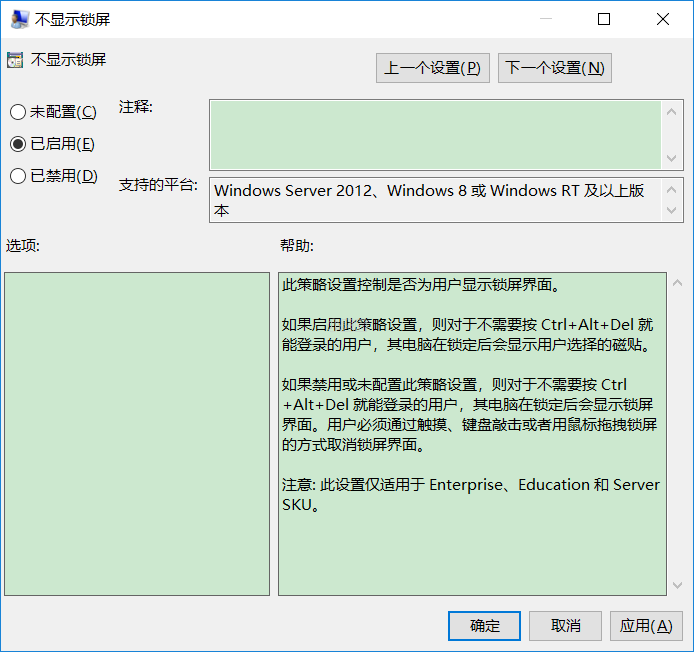 不显示锁屏
不显示锁屏
上一个设置(P)
下一个设置(N)
未配置(C)
注释:
已启用(E)
已禁用(D)
支持的平台:
Windows Server 2012、Windows 8 或 Windows RT 及以上版
本
选项:
帮助:
此策略设置控制是否为用户显示锁屏界面。
如果启用此策略设置，则对于不需要按 Ctrl+Alt+Del 就
能登录的用户，其电脑在锁定后会显示用户选择的磁贴。
如果禁用或未配置此策略设置，则对于不需要按 Ctrl
+Alt+Del 就能登录的用户，其电脑在锁定后会显示锁屏
界面。用户必须通过触摸、键盘敲击或者用鼠标拖拽锁屏
的方式取消锁屏界面。
注意: 此设置仅适用于 Enterprise、Education 和 Server
SKU。
确定
取消
应用(A)